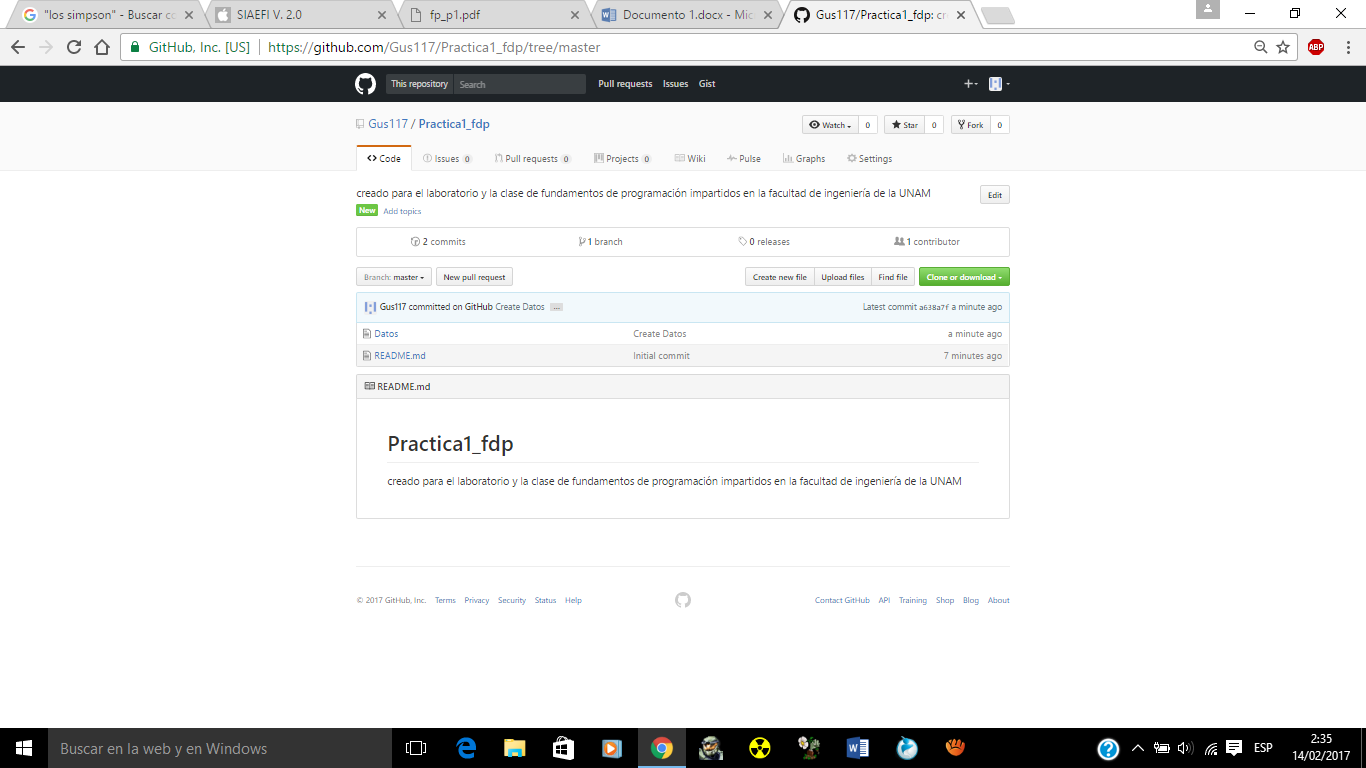 "los simpson" - Buscar co
SIAEFI V. 2.0
fp_p1.pdf
Documento 1.docx - Mic
Gus117/Practica1_fdp: cr
GitHub, Inc. [US] https://github.com/Gus117/Practica1_fdp/tree/master
ABP
This repository Search Pull requests Issues Gist
Gus117 / Practica1_fdp
Watch 0 Star 0 Fork 0
Code Issues 0 Pull requests 0 Projects 0 Wiki Pulse Graphs Settings
creado para el laboratorio y la clase de fundamentos de programación impartidos en la facultad de ingeniería de la UNAM
Edit
New Add topics
2 commits 1 branch 0 releases 1 contributor
Branch: master New pull request Create new file Upload files Find file Clone or download
Gus117 committed on GitHub Create Datos ... Latest commit a638a7f a minute ago
Datos Create Datos a minute ago
README.md Initial commit 7 minutes ago
README.md
Practica1_fdp
creado para el laboratorio y la clase de fundamentos de programación impartidos en la facultad de ingeniería de la UNAM
© 2017 GitHub, Inc. Terms Privacy Security Status Help Contact GitHub API Training Shop Blog About
Buscar en la web y en Windows
ESP
2:35
14/02/2017